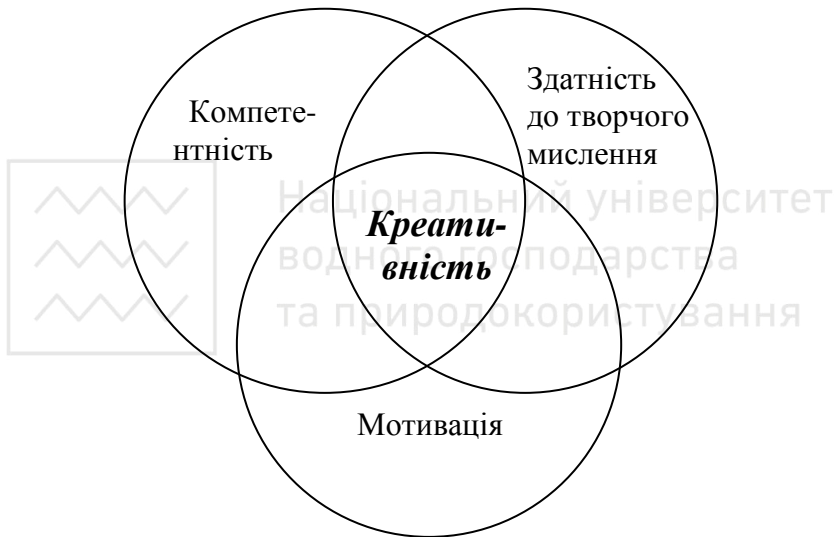 Компете-
нтність
Здатність
до творчого
мислення
Національний університет
водного господарства
та природокористування
Креати-
вність
Мотивація